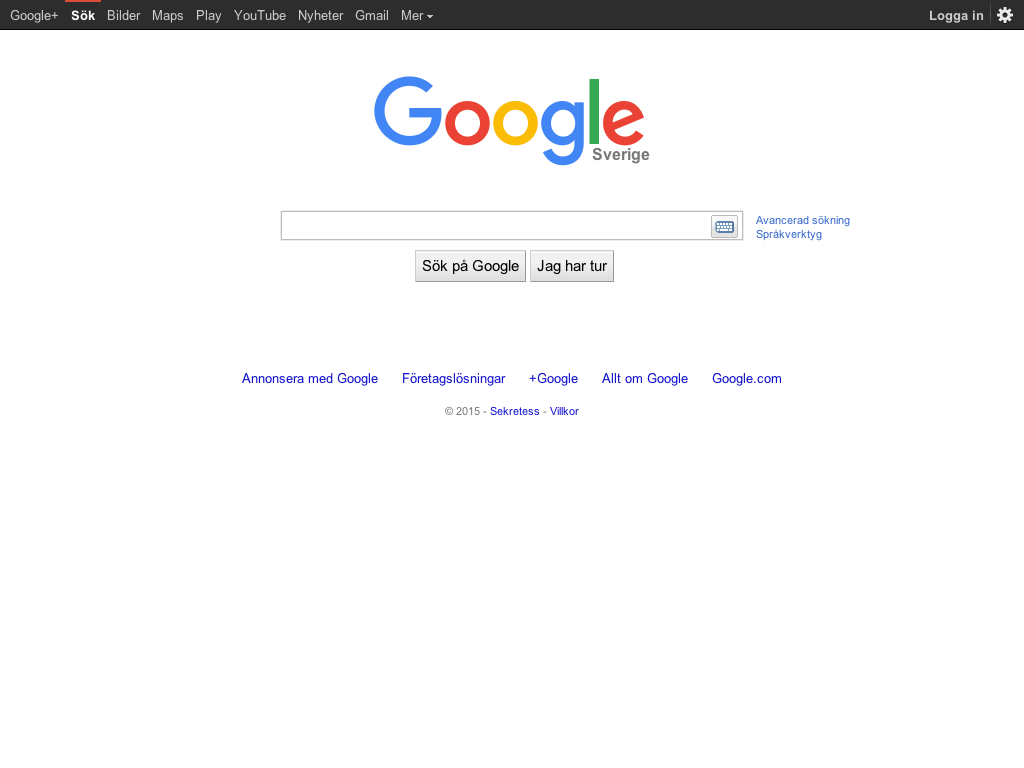 Google+ Sök Bilder Maps Play YouTube Nyheter Gmail Mer Logga in
Google
Sverige
Avancerad sökning
Språkverktyg
Sök på Google Jag har tur
Annonsera med Google Företagslösningar +Google Allt om Google Google.com
© 2015 - Sekretess - Villkor